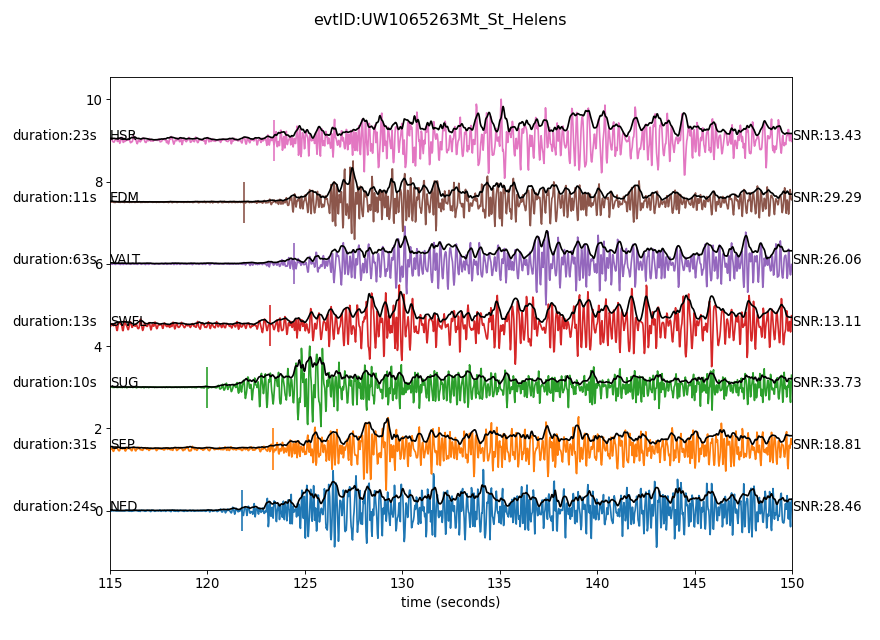 evtID:UW1065263Mt_St_Helens
10
duration:23s HSR SNR:13.43
8
duration:11s EDM SNR:29.29
duration:63s VALT SNR:26.06
6
duration:13s SWFL SNR:13.11
4
duration:10s SUG SNR:33.73
2
duration:31s SEP SNR:18.81
duration:24s NED SNR:28.46
0
115 120 125 130 135 140 145 150
time (seconds)